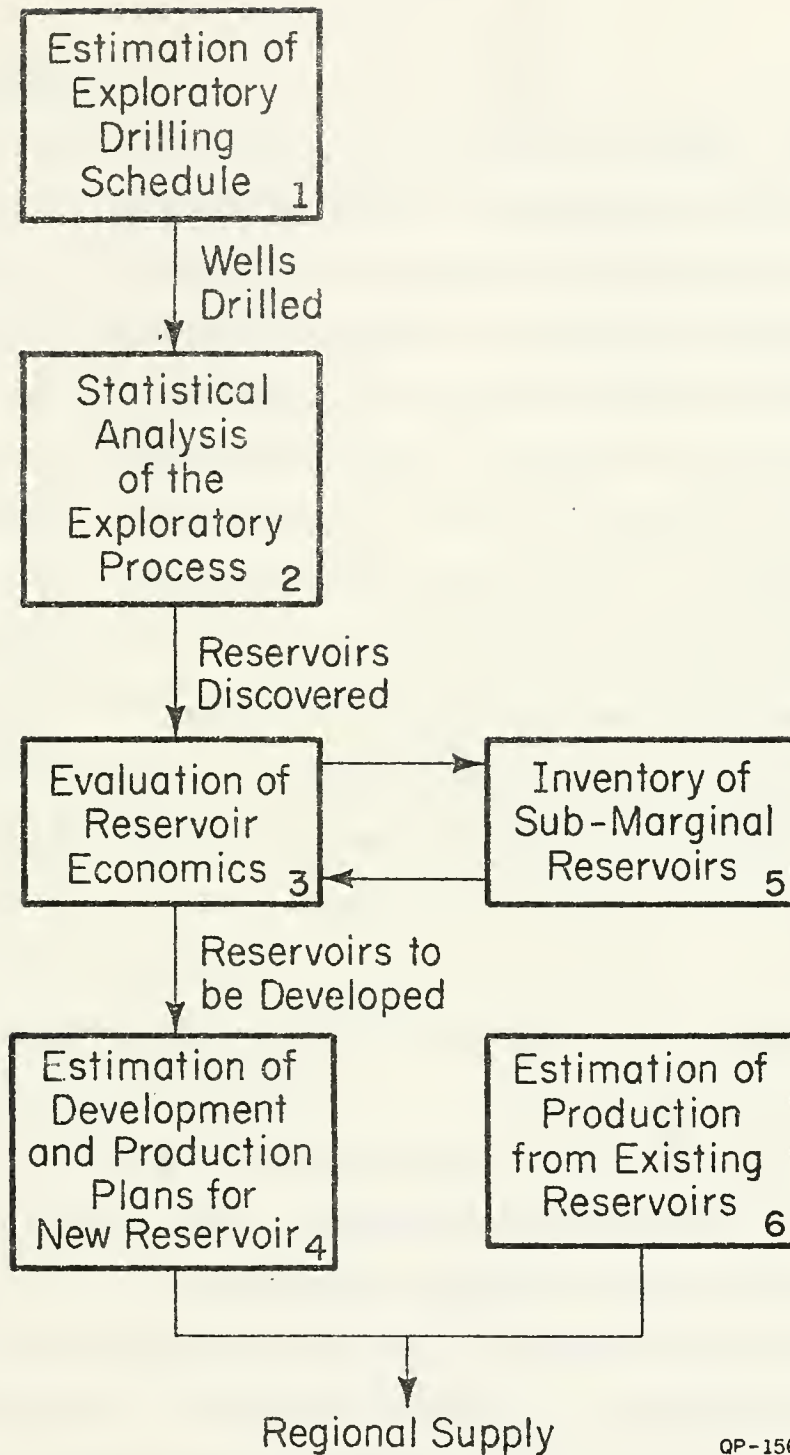 Estimation of
Exploratory
Drilling
Schedule 1
Wells
Drilled
Statistical
Analysis
of the
Exploratory
Process 2
Reservoirs
Discovered
Evaluation of
Reservoir
Economics 3
Inventory of
Sub-Marginal
Reservoirs 5
Reservoirs to
be Developed
Estimation of
Development
and Production
Plans for
New Reservoir 4
Estimation of
Production
from Existing
Reservoirs 6
Regional Supply
QP-156